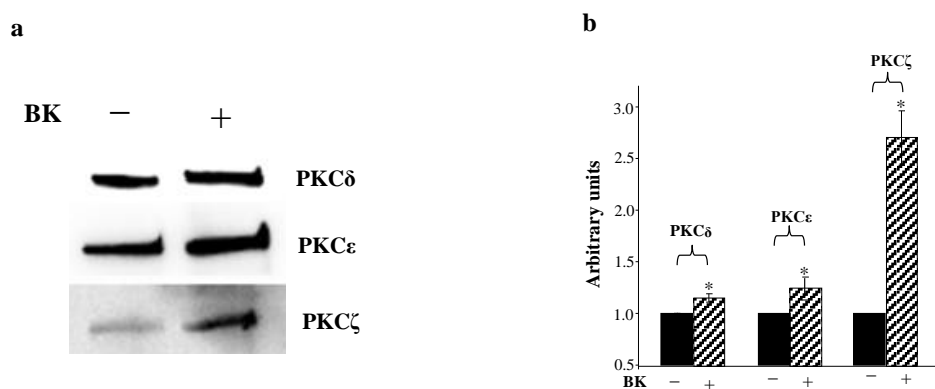 a
BK − +
PKCδ
PKCε
PKCζ
b
PKCζ
*
3.0
2.5
2.0
PKCε
PKCδ
1.5
*
*
1.0
0.5
Arbitrary units
BK − + − + − +